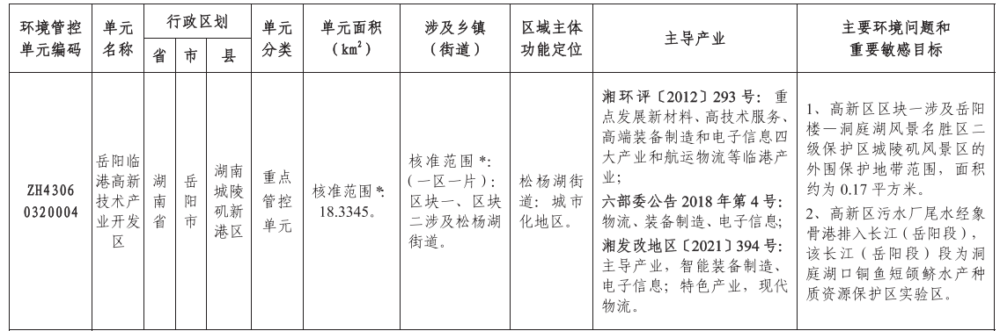 环境管控
单元编码
单元
名称
行政区划
省
市
县
单元
分类
单元面积
（km²）
涉及乡镇
（街道）
区域主体
功能定位
主导产业
主要环境问题和
重要敏感目标
ZH4306
0320004
岳阳临
港高新
技术产
业开发
区
湖
南
省
岳
阳
市
湖南
城陵
矶新
港区
重点
管控
单元
核准范围*：
18.3345。
核准范围*：
（一区一片）：
区块一、区块
二涉及松杨湖
街道。
松杨湖街
道：城市
化地区。
湘环评〔2012〕293 号：重
点发展新材料、高技术服务、
高端装备制造和电子信息四
大产业和航运物流等临港产
业；
六部委公告 2018 年第 4 号：
物流、装备制造、电子信息；
湘发改地区〔2021〕394 号：
主导产业，智能装备制造、
电子信息；特色产业，现代
物流。
1、高新区区块一涉及岳阳
楼—洞庭湖风景名胜区二
级保护区城陵矶风景区的
外围保护地带范围，面积
约为 0.17 平方米。
2、高新区污水厂尾水经象
骨港排入长江（岳阳段），
该长江（岳阳段）段为洞
庭湖口铜鱼短颌鲚水产种
质资源保护区实验区。